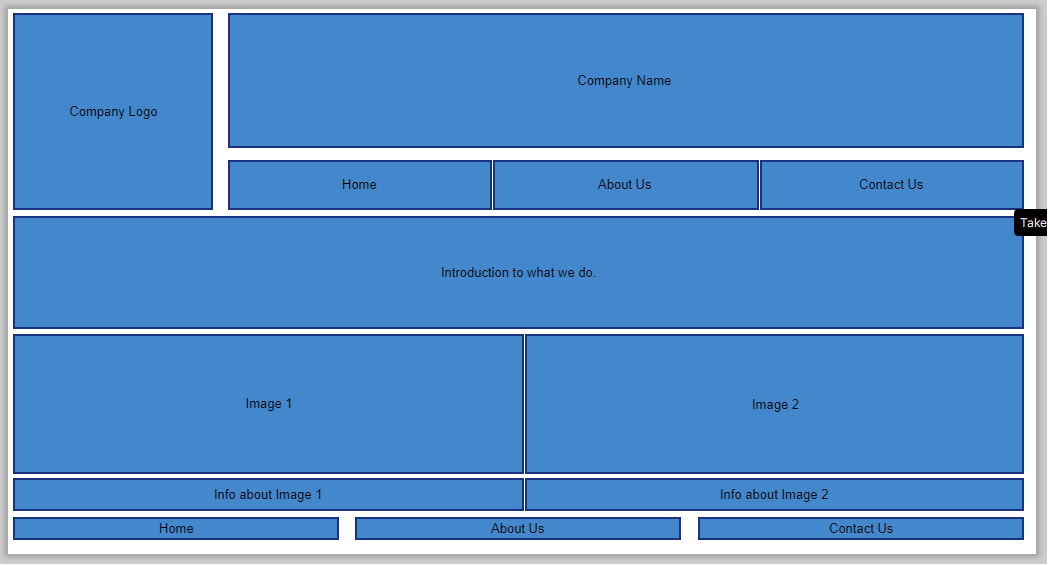 Company Logo
Company Name
Home
About Us
Contact Us
Take
Introduction to what we do.
Image 1
Image 2
Info about Image 1
Info about Image 2
Home
About Us
Contact Us